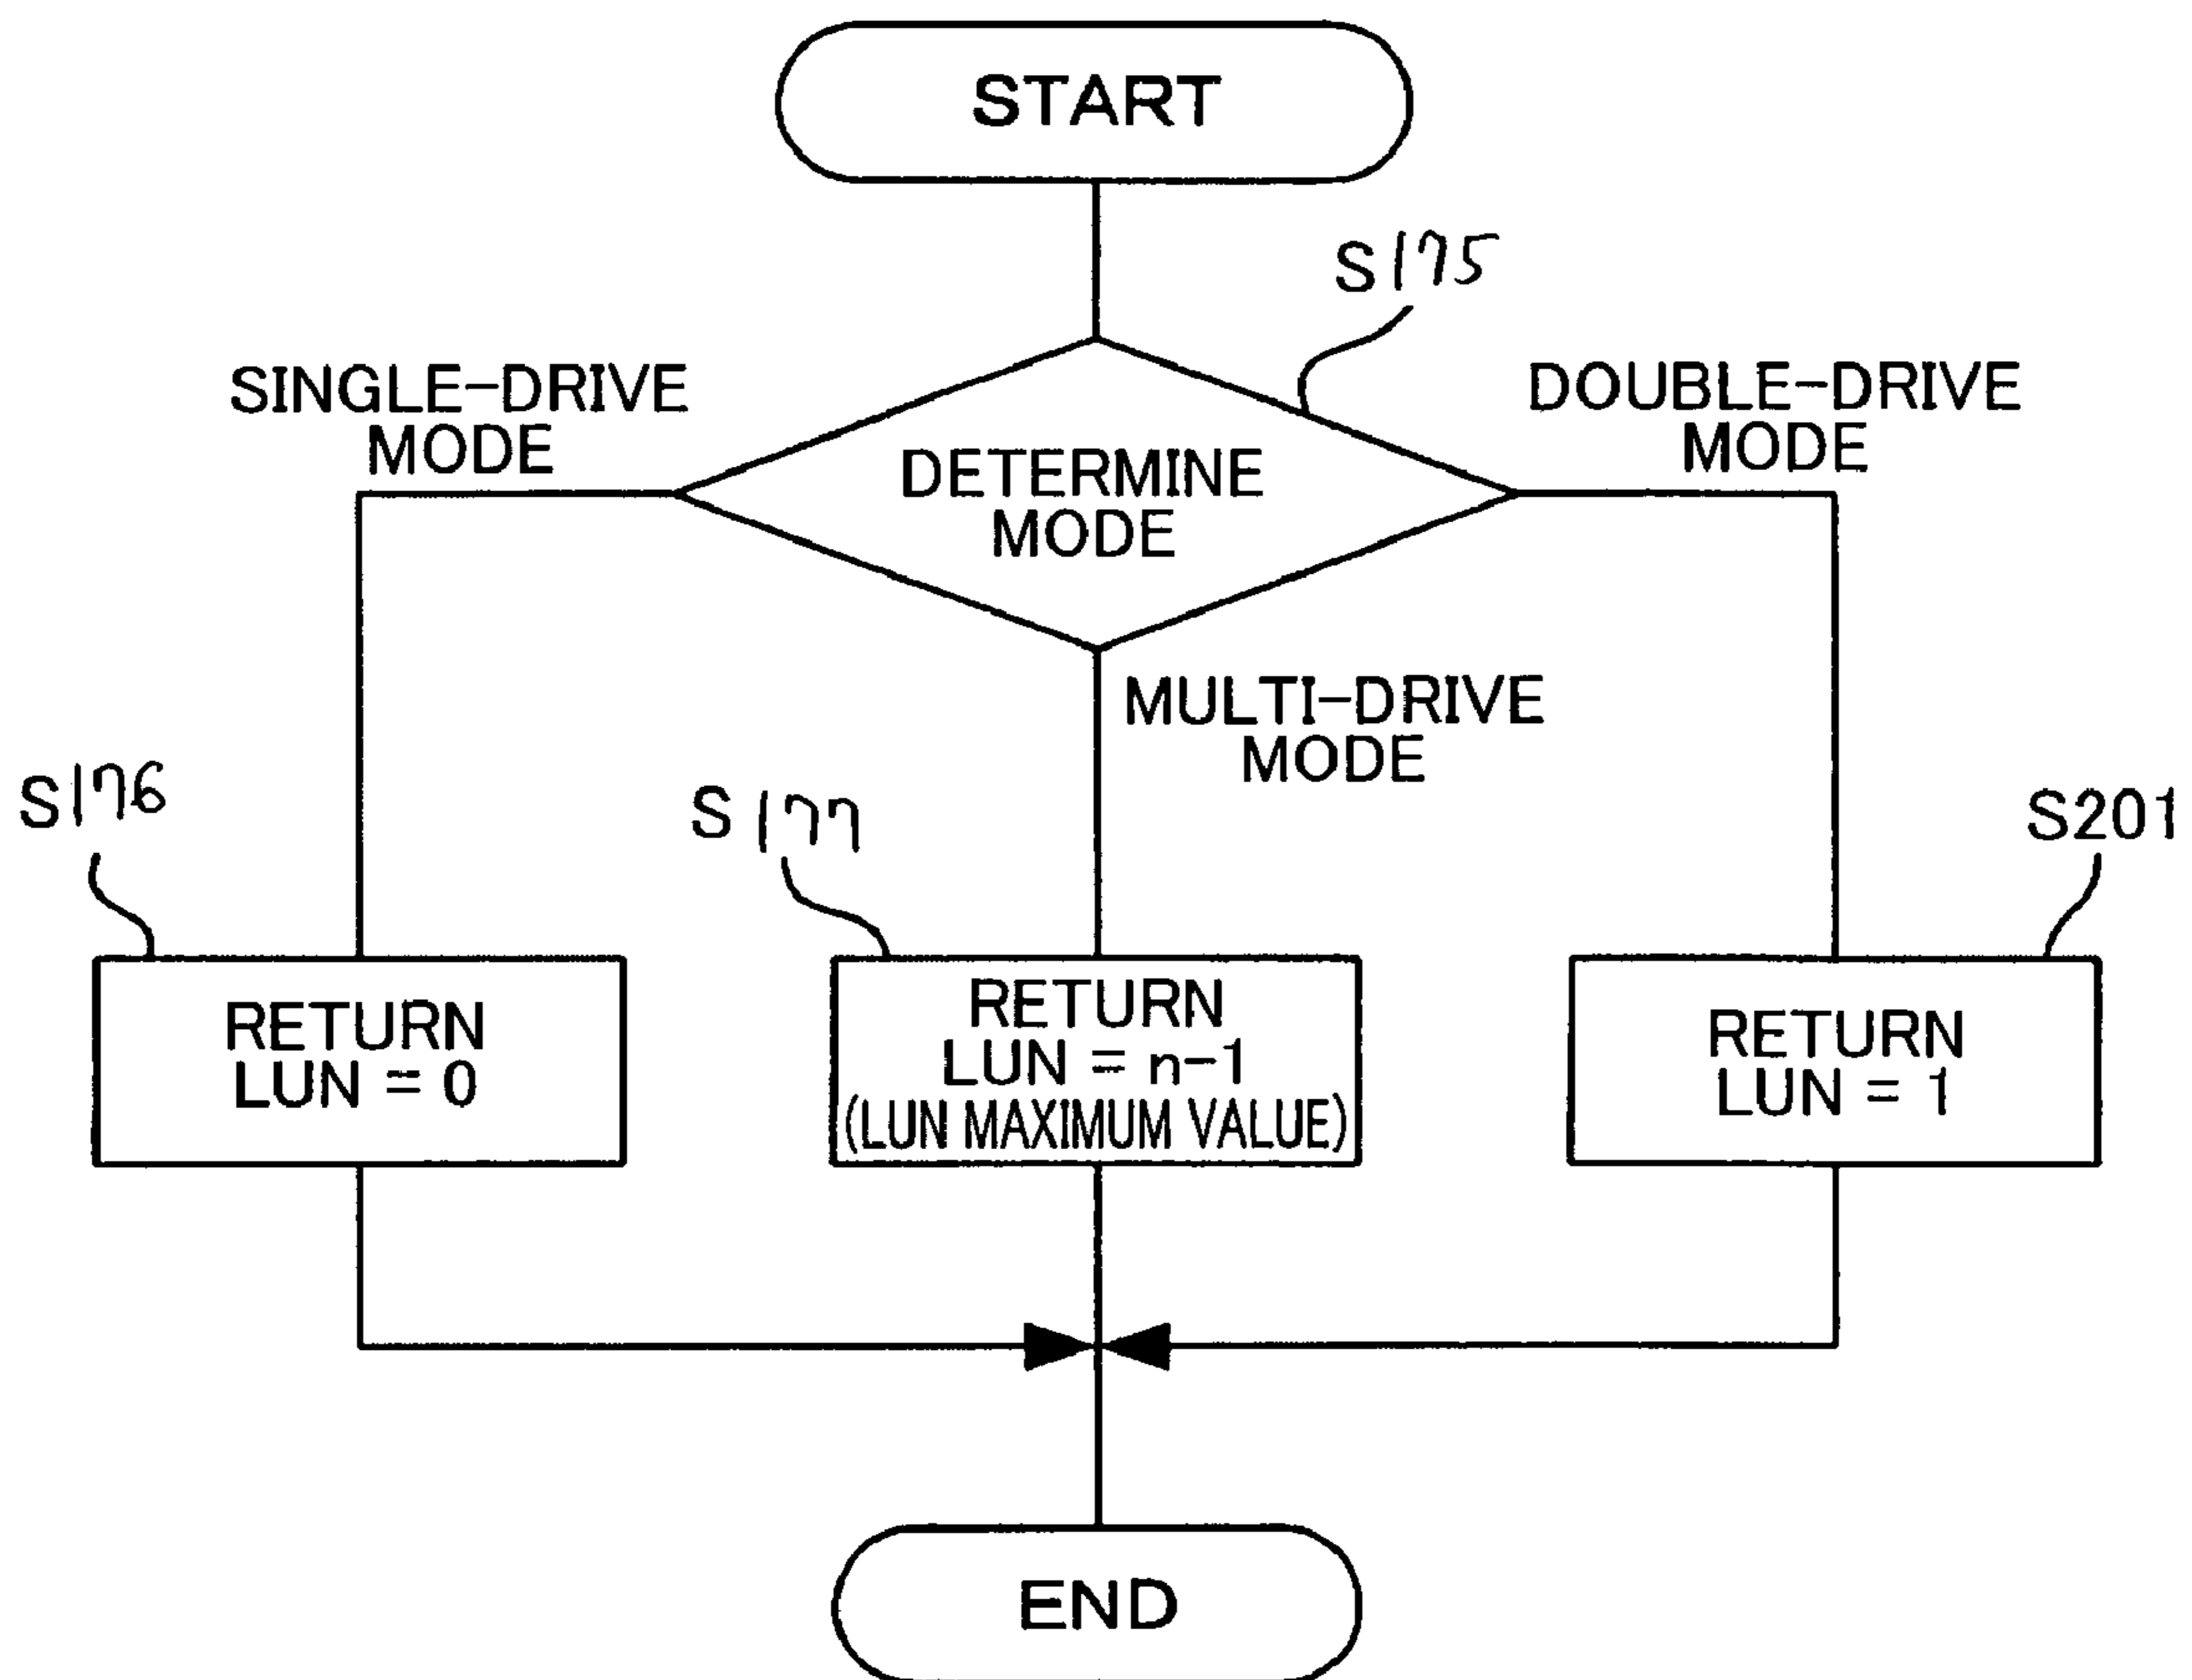 START
S175
SINGLE-DRIVE
MODE
DETERMINE
MODE
DOUBLE-DRIVE
MODE
MULTI-DRIVE
MODE
S176
S177
S201
RETURN
LUN = 0
RETURN
LUN = n-1
(LUN MAXIMUM VALUE)
RETURN
LUN = 1
END